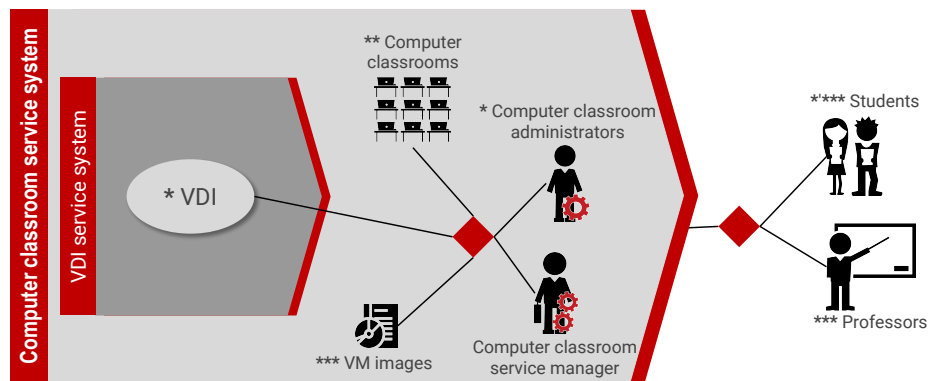 Computer classroom service system
VDI service system
* VDI
** Computer
classrooms
* Computer classroom
administrators
*** VM images
Computer classroom
service manager
*'*** Students
*** Professors